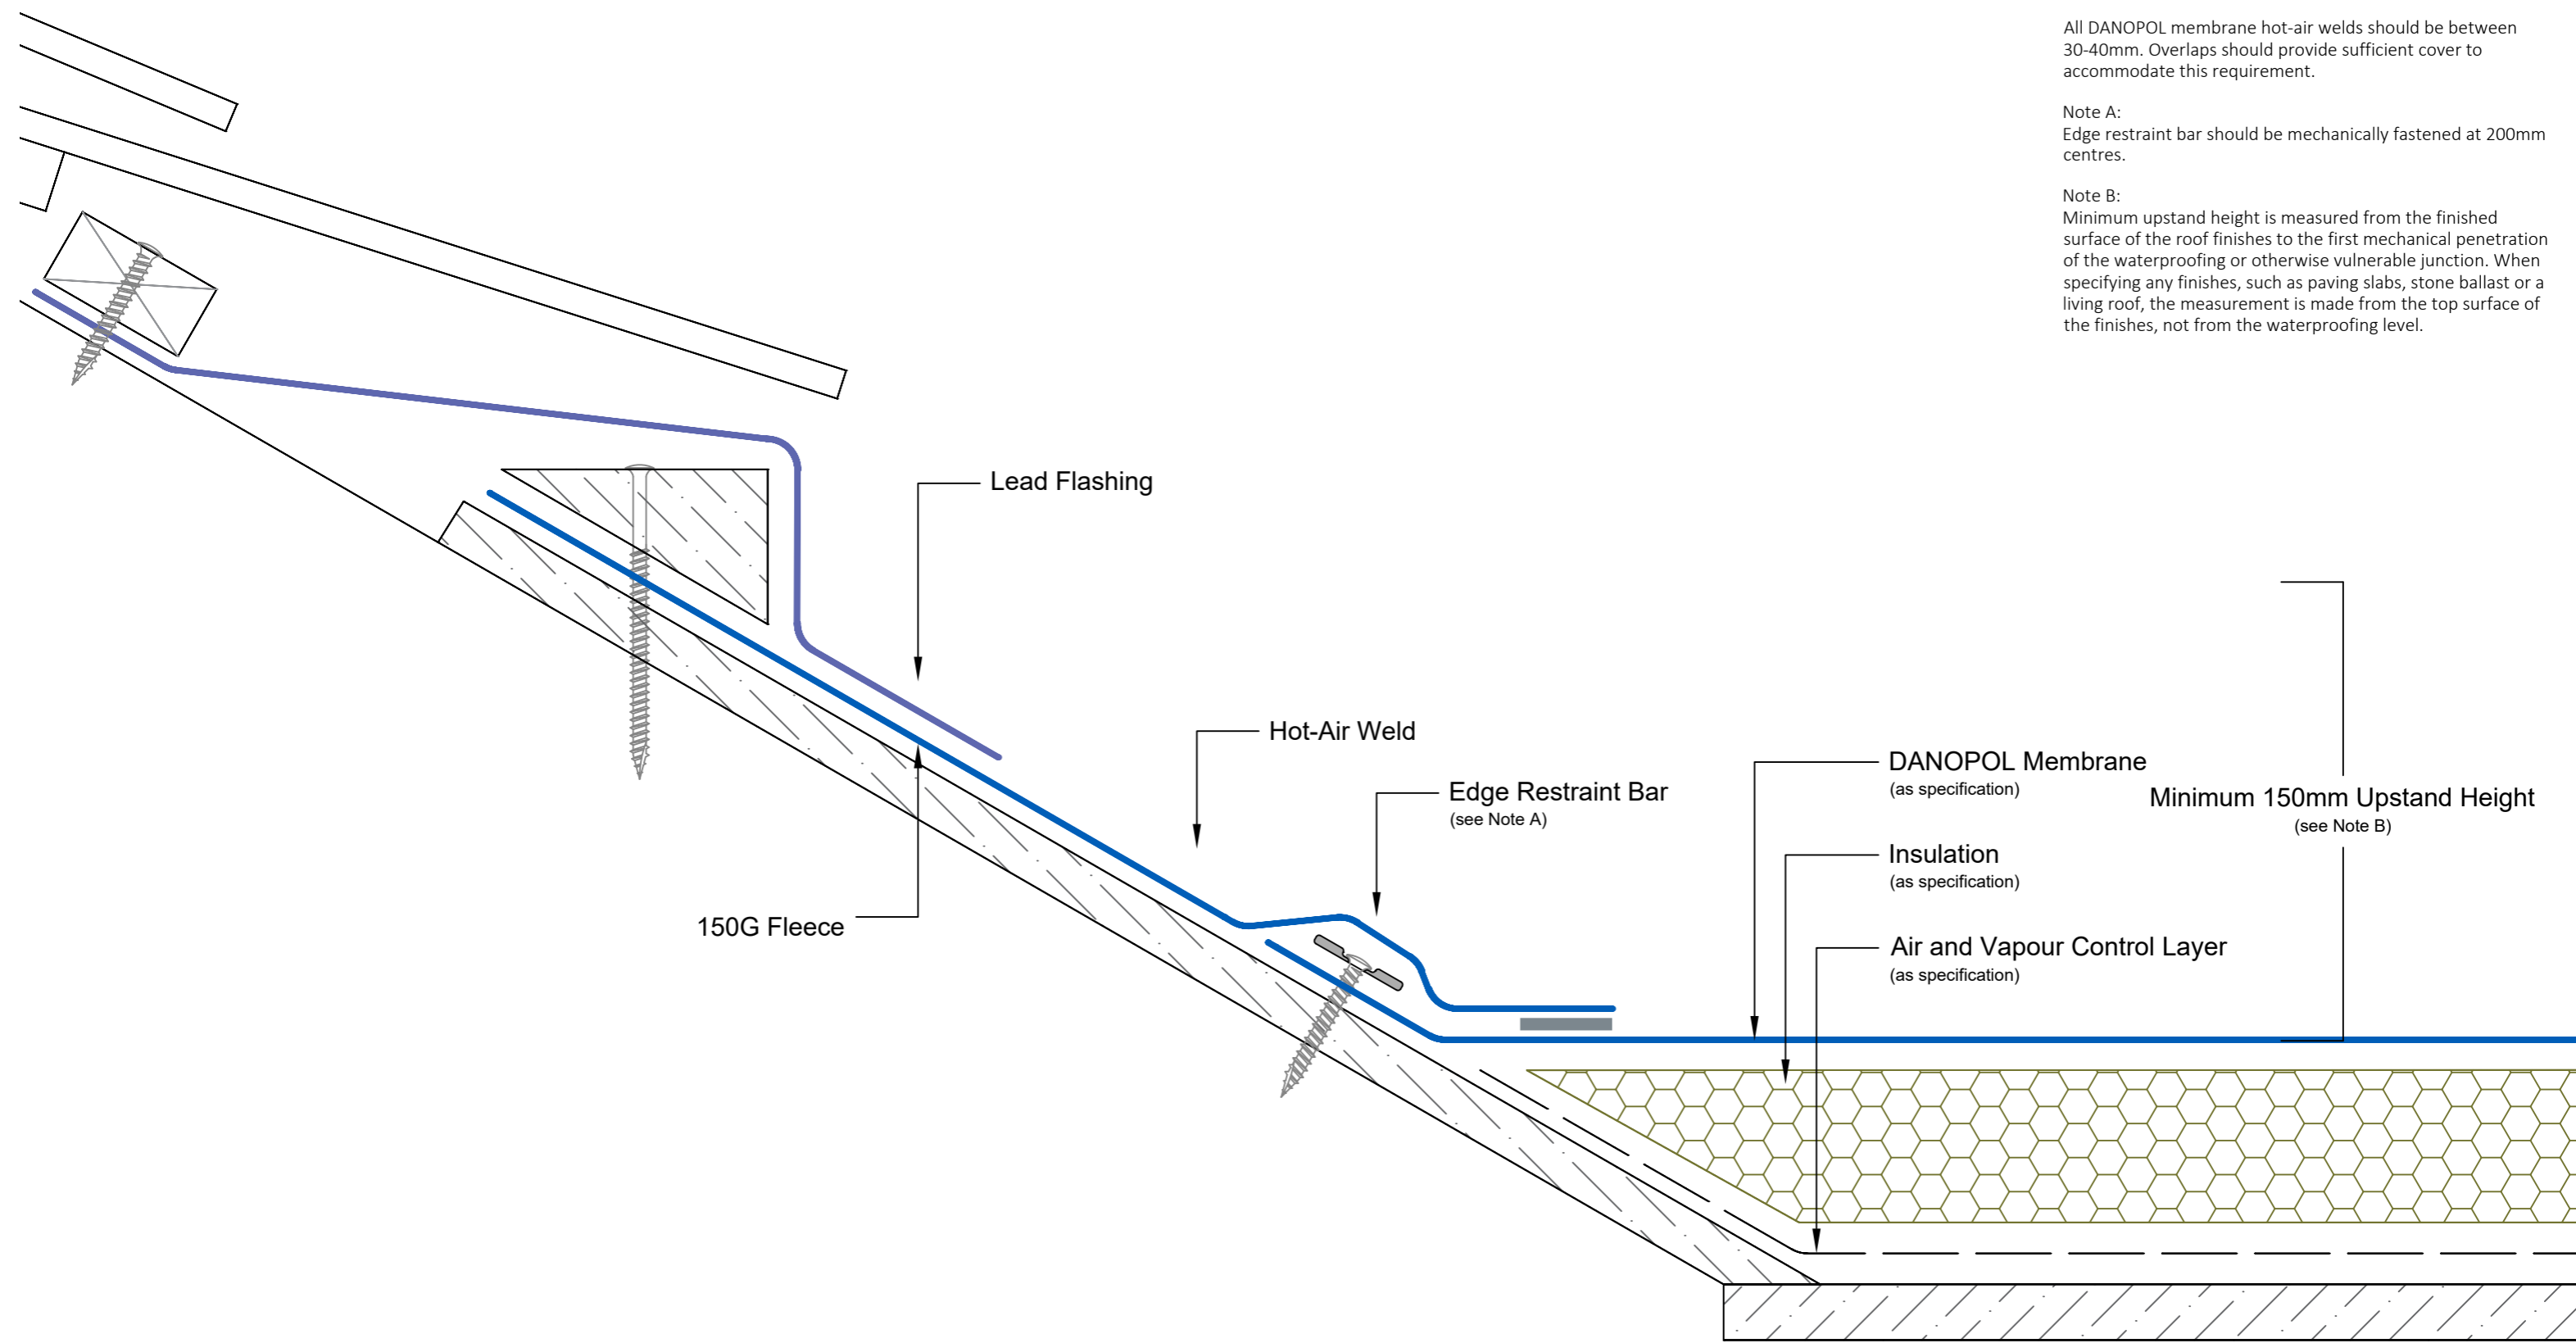 All DANOPOL membrane hot-air welds should be between
30-40mm. Overlaps should provide sufficient cover to
accommodate this requirement.
Note A:
Edge restraint bar should be mechanically fastened at 200mm
centres.
Note B:
Minimum upstand height is measured from the finished
surface of the roof finishes to the first mechanical penetration
of the waterproofing or otherwise vulnerable junction. When
specifying any finishes, such as paving slabs, stone ballast or a
living roof, the measurement is made from the top surface of
the finishes, not from the waterproofing level.
Lead Flashing
Hot-Air Weld
Edge Restraint Bar
(see Note A)
DANOPOL Membrane
(as specification)
Minimum 150mm Upstand Height
(see Note B)
Insulation
(as specification)
150G Fleece
Air and Vapour Control Layer
(as specification)